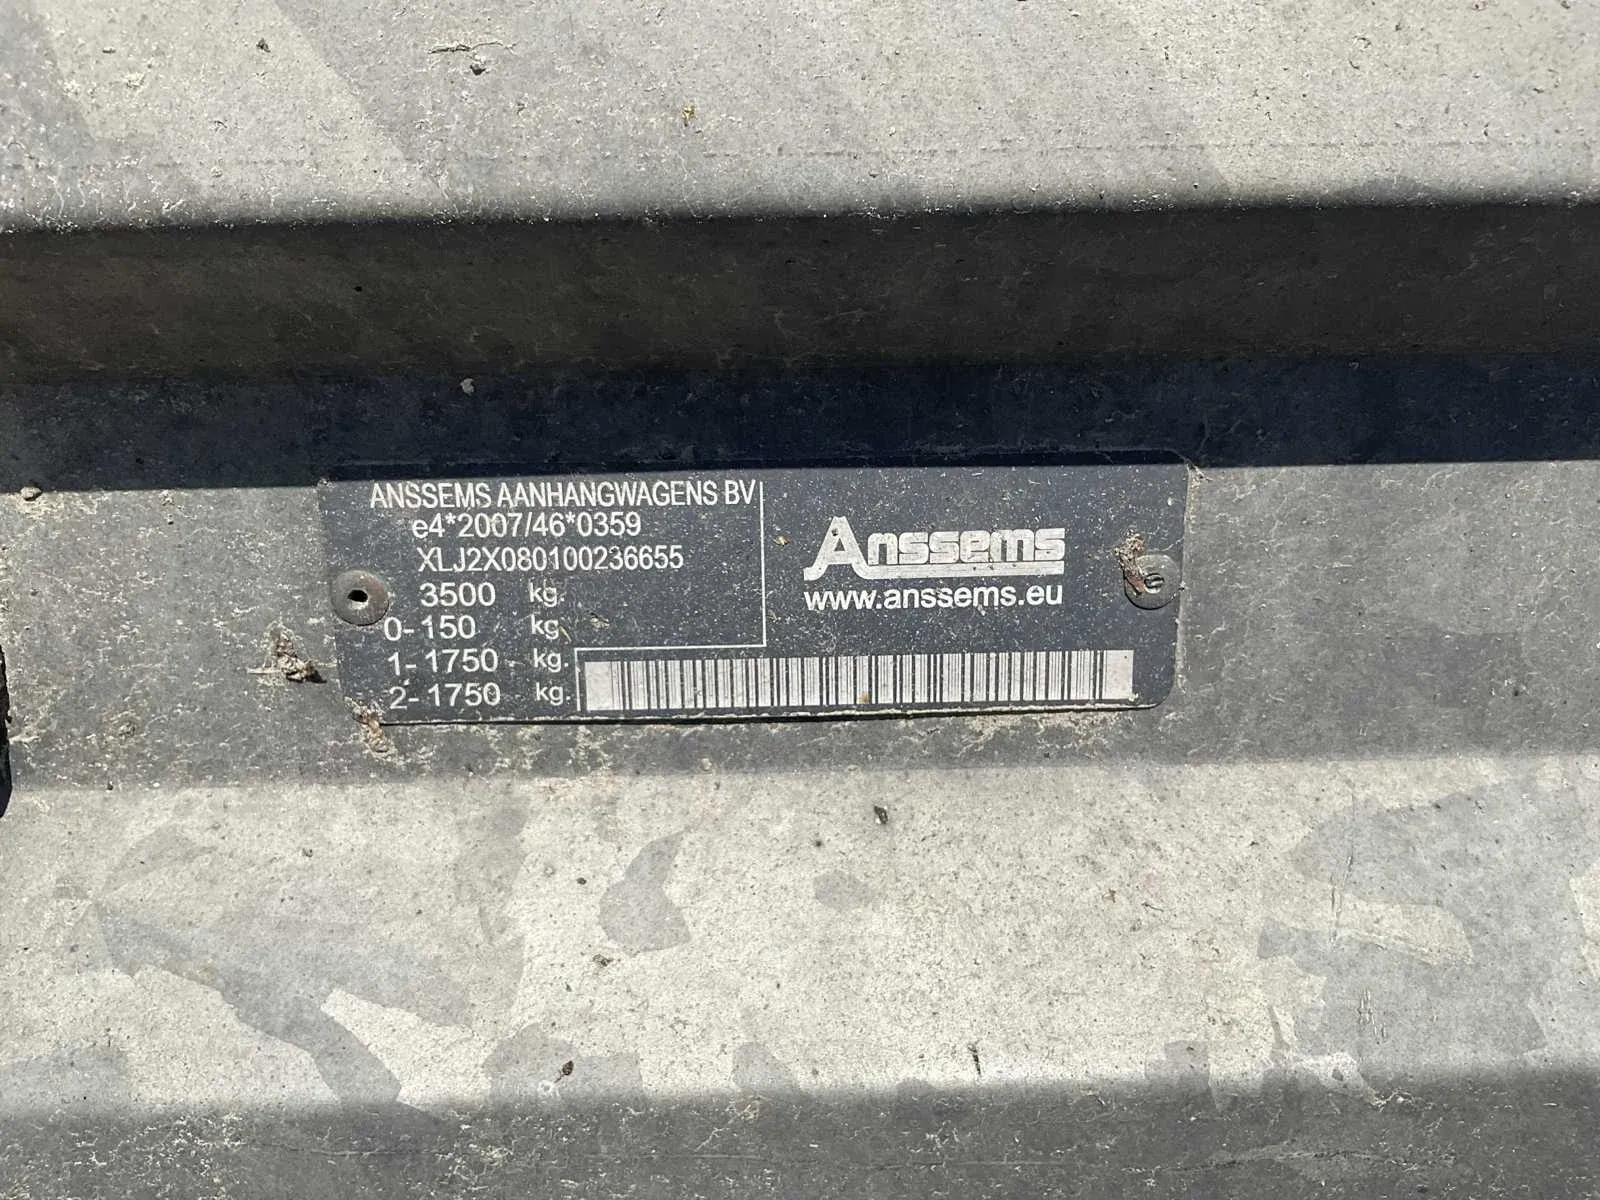 ANSSEMS AANHANGWAGENS BV
e4*2007/46*0359
XLJ2X080100236655
3500 kg.
0-150 kg.
1-1750 kg.
2-1750 kg.
Anssems
www.anssems.eu